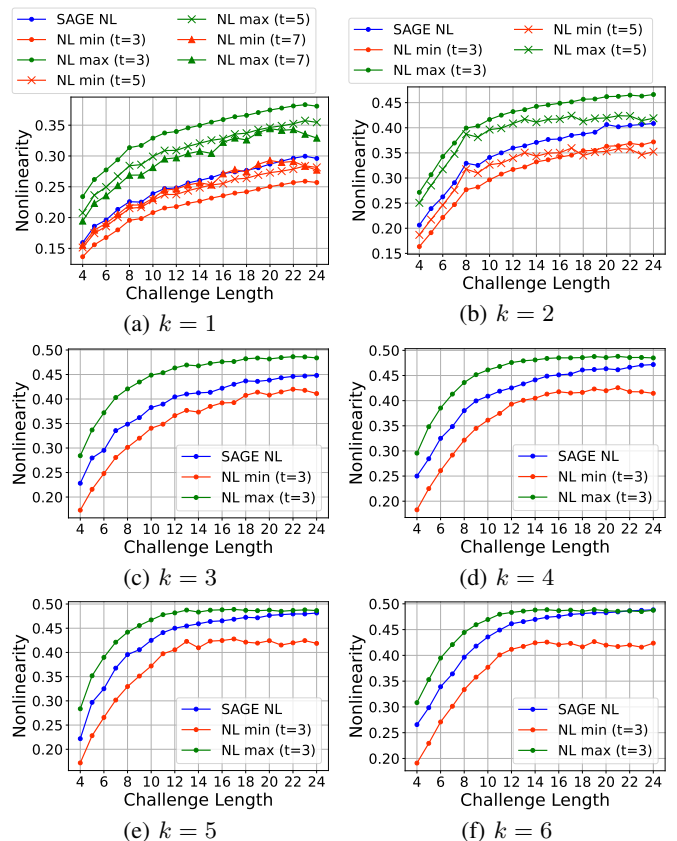 SAGE NL
NL min (t=3)
NL max (t=3)
NL min (t=5)
NL max (t=5)
NL min (t=7)
NL max (t=7)
0.35
0.30
0.25
0.20
0.15
Nonlinearity
4 6 8 10 12 14 16 18 20 22 24
Challenge Length
(a) k = 1
SAGE NL
NL min (t=3)
NL max (t=3)
NL min (t=5)
NL max (t=5)
0.45
0.40
0.35
0.30
0.25
0.20
0.15
Nonlinearity
4 6 8 10 12 14 16 18 20 22 24
Challenge Length
(b) k = 2
0.50
0.45
0.40
0.35
0.30
0.25
0.20
Nonlinearity
SAGE NL
NL min (t=3)
NL max (t=3)
4 6 8 10 12 14 16 18 20 22 24
Challenge Length
(c) k = 3
0.50
0.45
0.40
0.35
0.30
0.25
0.20
Nonlinearity
SAGE NL
NL min (t=3)
NL max (t=3)
4 6 8 10 12 14 16 18 20 22 24
Challenge Length
(d) k = 4
0.50
0.45
0.40
0.35
0.30
0.25
0.20
Nonlinearity
SAGE NL
NL min (t=3)
NL max (t=3)
4 6 8 10 12 14 16 18 20 22 24
Challenge Length
(e) k = 5
0.50
0.45
0.40
0.35
0.30
0.25
0.20
Nonlinearity
SAGE NL
NL min (t=3)
NL max (t=3)
4 6 8 10 12 14 16 18 20 22 24
Challenge Length
(f) k = 6